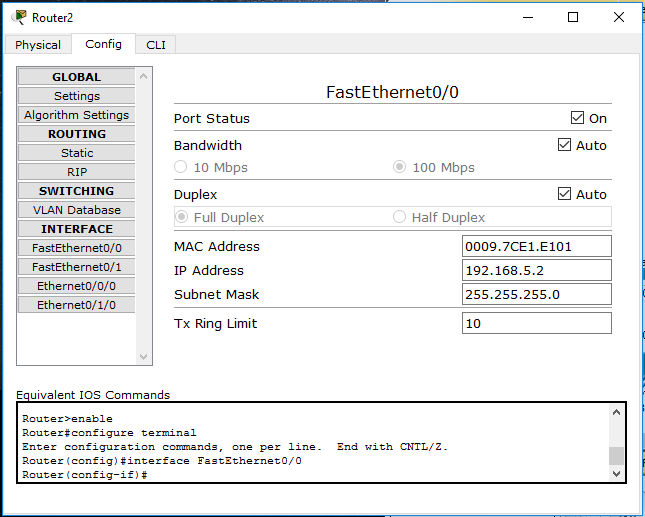 Router2
Physical Config CLI
GLOBAL
Settings
Algorithm Settings
ROUTING
Static
RIP
SWITCHING
VLAN Database
INTERFACE
FastEthernet0/0
FastEthernet0/1
Ethernet0/0/0
Ethernet0/1/0
FastEthernet0/0
Port Status On
Bandwidth Auto
10 Mbps 100 Mbps
Duplex Auto
Full Duplex Half Duplex
MAC Address 0009.7CE1.E101
IP Address 192.168.5.2
Subnet Mask 255.255.255.0
Tx Ring Limit 10
Equivalent IOS Commands
Router>enable
Router#configure terminal
Enter configuration commands, one per line.  End with CNTL/Z.
Router(config)#interface FastEthernet0/0
Router(config-if)#